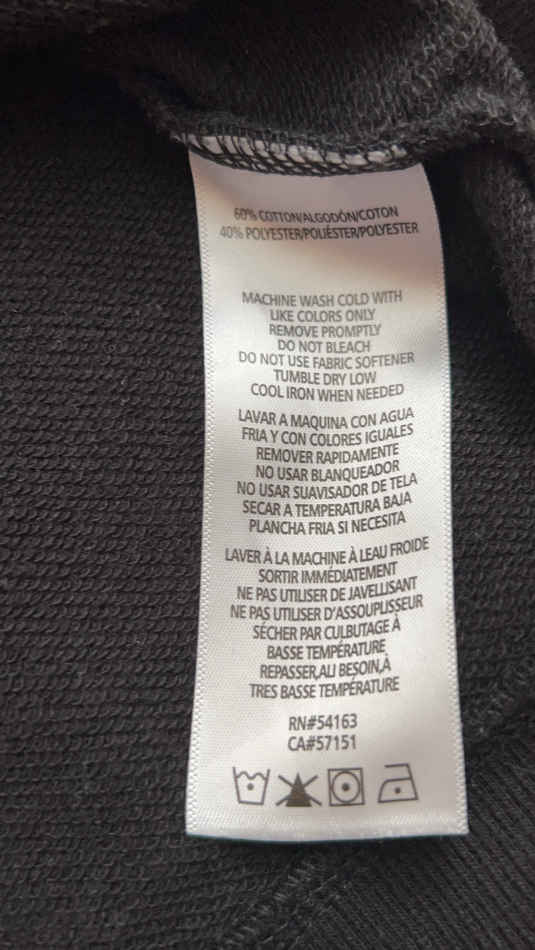 60% COTTON/ALGODÓN/COTON
40% POLYESTER/POLIÉSTER/POLYESTER
MACHINE WASH COLD WITH
LIKE COLORS ONLY
REMOVE PROMPTLY
DO NOT BLEACH
DO NOT USE FABRIC SOFTENER
TUMBLE DRY LOW
COOL IRON WHEN NEEDED
LAVAR A MAQUINA CON AGUA
FRIA Y CON COLORES IGUALES
REMOVER RAPIDAMENTE
NO USAR BLANQUEADOR
NO USAR SUAVISADOR DE TELA
SECAR A TEMPERATURA BAJA
PLANCHA FRIA SI NECESITA
LAVER À LA MACHINE À LEAU FROIDE
SORTIR IMMÉDIATEMENT
NE PAS UTILISER DE JAVELLISANT
NE PAS UTILISER D'ASSOUPLISSEUR
SÉCHER PAR CULBUTAGE À
BASSE TEMPÉRATURE
REPASSER,AU BESOIN,À
TRES BASSE TEMPÉRATURE
RN#54163
CA#57151